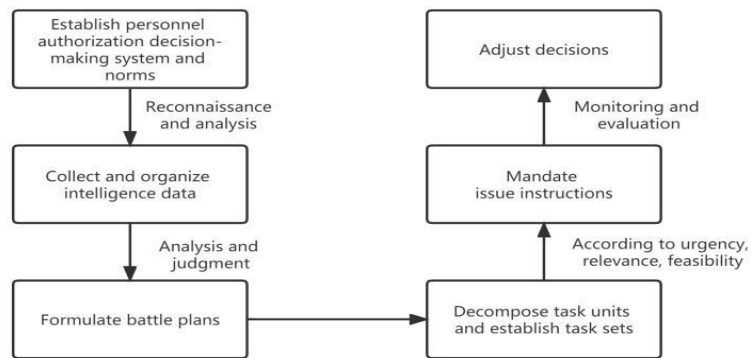 Establish personnel
authorization decision-
making system and
norms
Reconnaissance
and analysis
Collect and organize
intelligence data
Analysis and
judgment
Formulate battle plans
Decompose task units
and establish task sets
According to urgency,
relevance, feasibility
Mandate
issue instructions
Monitoring and
evaluation
Adjust decisions